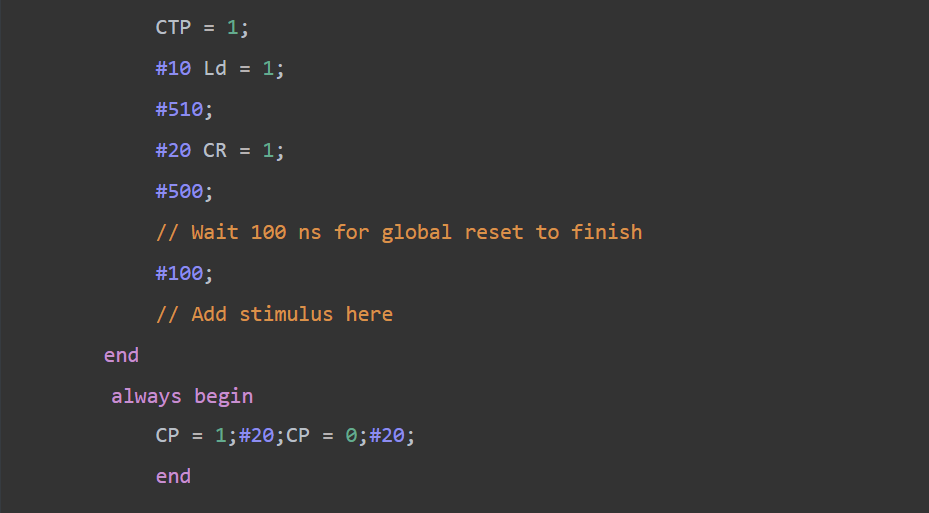 CTP = 1;
#10 Ld = 1;
#510;
#20 CR = 1;
#500;
// Wait 100 ns for global reset to finish
#100;
// Add stimulus here
end
always begin
CP = 1;#20;CP = 0;#20;
end